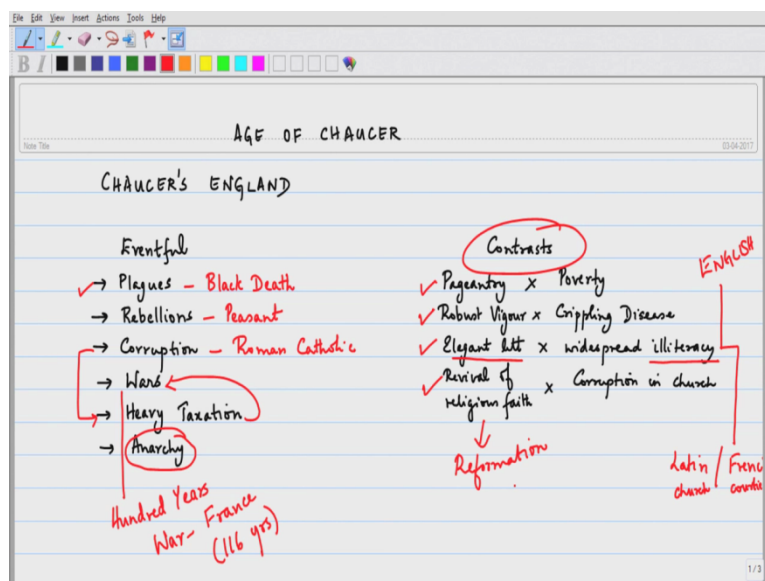 File Edit View Insert Actions Tools Help
B I
AGE OF CHAUCER
Note Title
03-04-2017
CHAUCER'S ENGLAND
Eventful
→ Plagues – Black Death
→ Rebellions – Peasant
→ Corruption – Roman Catholic
→ Wars
→ Heavy Taxation
→ Anarchy
Hundred Years
War – France
(116 yrs)
Contrasts
Pageantry x Poverty
Robust Vigour x Crippling Disease
Elegant litt x widespread illiteracy
Revival of
religious faith x Corruption in church
Reformation
ENGLISH
Latin / Frenc
church
1/3